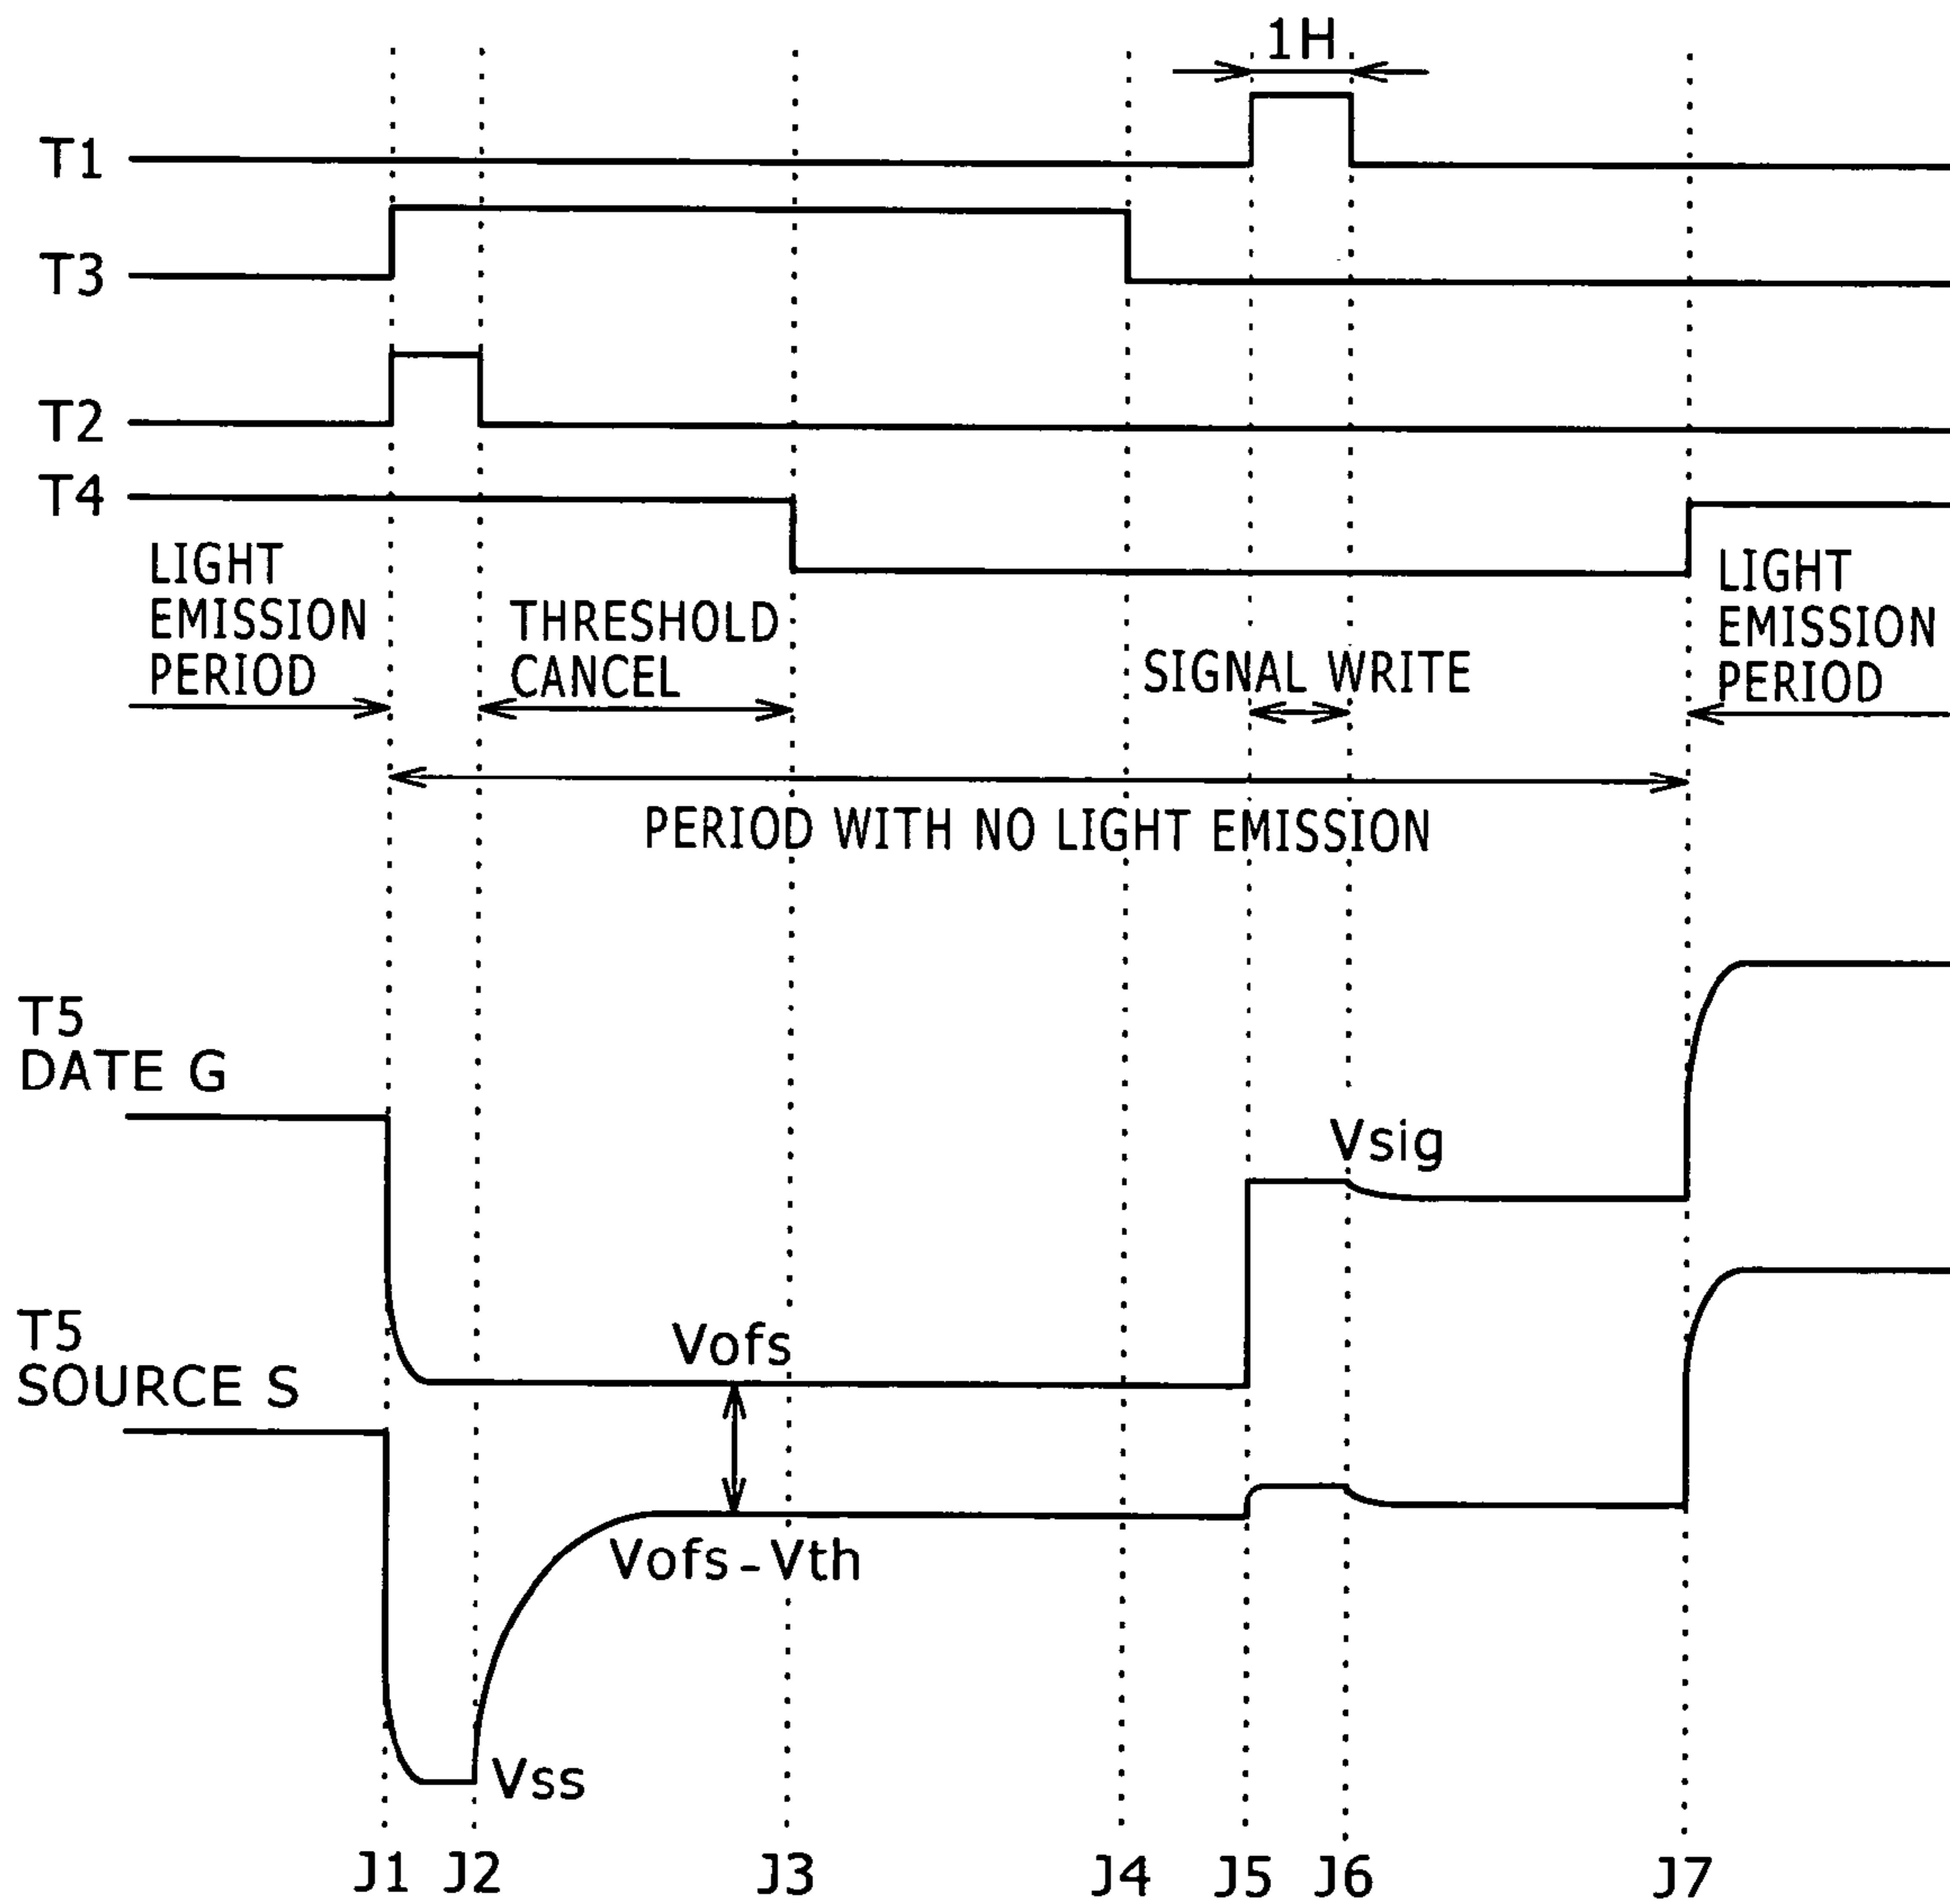 1H
T1
T3
T2
T4
LIGHT
EMISSION
PERIOD
THRESHOLD
CANCEL
SIGNAL WRITE
LIGHT
EMISSION
PERIOD
PERIOD WITH NO LIGHT EMISSION
T5
DATE G
Vsig
Vofs
T5
SOURCE S
Vofs-Vth
Vss
J1 J2 J3 J4 J5 J6 J7